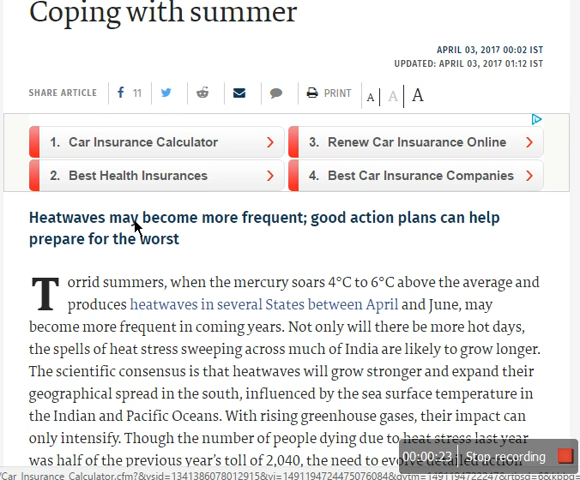 Coping with summer
APRIL 03, 2017 00:02 IST
UPDATED: APRIL 03, 2017 01:12 IST
SHARE ARTICLE 11 PRINT A A A
1. Car Insurance Calculator
3. Renew Car Insuarance Online
2. Best Health Insurances
4. Best Car Insurance Companies
Heatwaves may become more frequent; good action plans can help
prepare for the worst
Torrid summers, when the mercury soars 4°C to 6°C above the average and
produces heatwaves in several States between April and June, may
become more frequent in coming years. Not only will there be more hot days,
the spells of heat stress sweeping across much of India are likely to grow longer.
The scientific consensus is that heatwaves will grow stronger and expand their
geographical spread in the south, influenced by the sea surface temperature in
the Indian and Pacific Oceans. With rising greenhouse gases, their impact can
only intensify. Though the number of people dying due to heat stress last year
was half of the previous year's toll of 2,040, the need to evolve detailed action
00:00:23 Stop recording